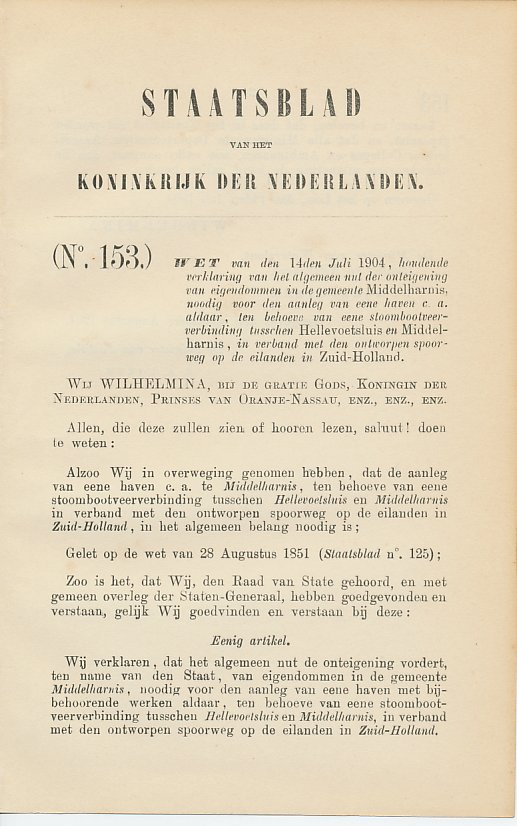 STAATSBLAD
VAN HET
KONINKRIJK DER NEDERLANDEN.
(N°. 153.) WET van den 14den Juli 1904, houdende
verklaring van het algemeen nut der onteigening
van eigendommen in de gemeente Middelharnis,
noodig voor den aanleg van eene haven c. a.
aldaar, ten behoeve van eene stoombootveer-
verbinding tusschen Hellevoetsluis en Middel-
harnis, in verband met den ontworpen spoor-
weg op de eilanden in Zuid-Holland.
WIJ WILHELMINA, BIJ DE GRATIE GODS, KONINGIN DER
NEDERLANDEN, PRINSES VAN ORANJE-NASSAU, ENZ., ENZ., ENZ.
Allen, die deze zullen zien of hooren lezen, saluut! doen
te weten:
Alzoo Wij in overweging genomen hebben, dat de aanleg
van eene haven c. a. te Middelharnis, ten behoeve van eene
stoombootveerverbinding tusschen Hellevoetsluis en Middelharnis
in verband met den ontworpen spoorweg op de eilanden in
Zuid-Holland, in het algemeen belang noodig is;
Gelet op de wet van 28 Augustus 1851 (Staatsblad n°. 125);
Zoo is het, dat Wij, den Raad van State gehoord, en met
gemeen overleg der Staten-Generaal, hebben goedgevonden en
verstaan, gelijk Wij goedvinden en verstaan bij deze:
Eenig artikel.
Wij verklaren, dat het algemeen nut de onteigening vordert,
ten name van den Staat, van eigendommen in de gemeente
Middelharnis, noodig voor den aanleg van eene haven met bij-
behoorende werken aldaar, ten behoeve van eene stoomboot-
veerverbinding tusschen Hellevoetsluis en Middelharnis, in verband
met den ontworpen spoorweg op de eilanden in Zuid-Holland.